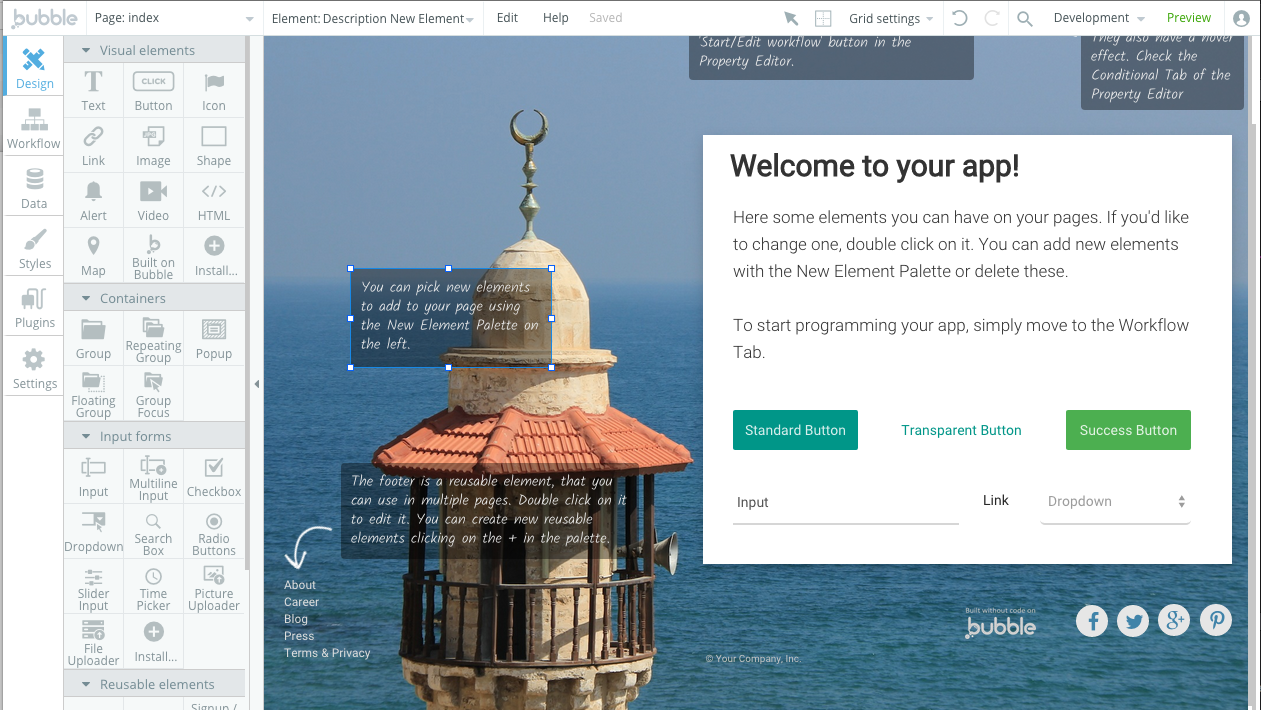 bubble
Page: index
Element: Description New Element
Edit
Help
Saved
Grid settings
Development
Preview
Design
Workflow
Data
Styles
Plugins
Settings
Visual elements
Text
CLICK
Button
Icon
Link
Image
Shape
Alert
Video
</>
HTML
Map
b
Built on
Bubble
Install...
Containers
Group
Repeating
Group
Popup
Floating
Group
Group
Focus
Input forms
Input
Multiline
Input
Checkbox
Dropdown
Search
Box
Radio
Buttons
Slider
Input
Time
Picker
Picture
Uploader
File
Uploader
Install...
Reusable elements
Signup /
'Start/Edit workflow' button in the
Property Editor.
They also have a hover
effect. Check the
Conditional Tab of the
Property Editor
You can pick new elements
to add to your page using
the New Element Palette on
the left.
The footer is a reusable element, that you
can use in multiple pages. Double click on it
to edit it. You can create new reusable
elements clicking on the + in the palette.
About
Career
Blog
Press
Terms & Privacy
Welcome to your app!
Here some elements you can have on your pages. If you'd like
to change one, double click on it. You can add new elements
with the New Element Palette or delete these.
To start programming your app, simply move to the Workflow
Tab.
Standard Button
Transparent Button
Success Button
Input
Link
Dropdown
Built without code on
bubble
© Your Company, Inc.